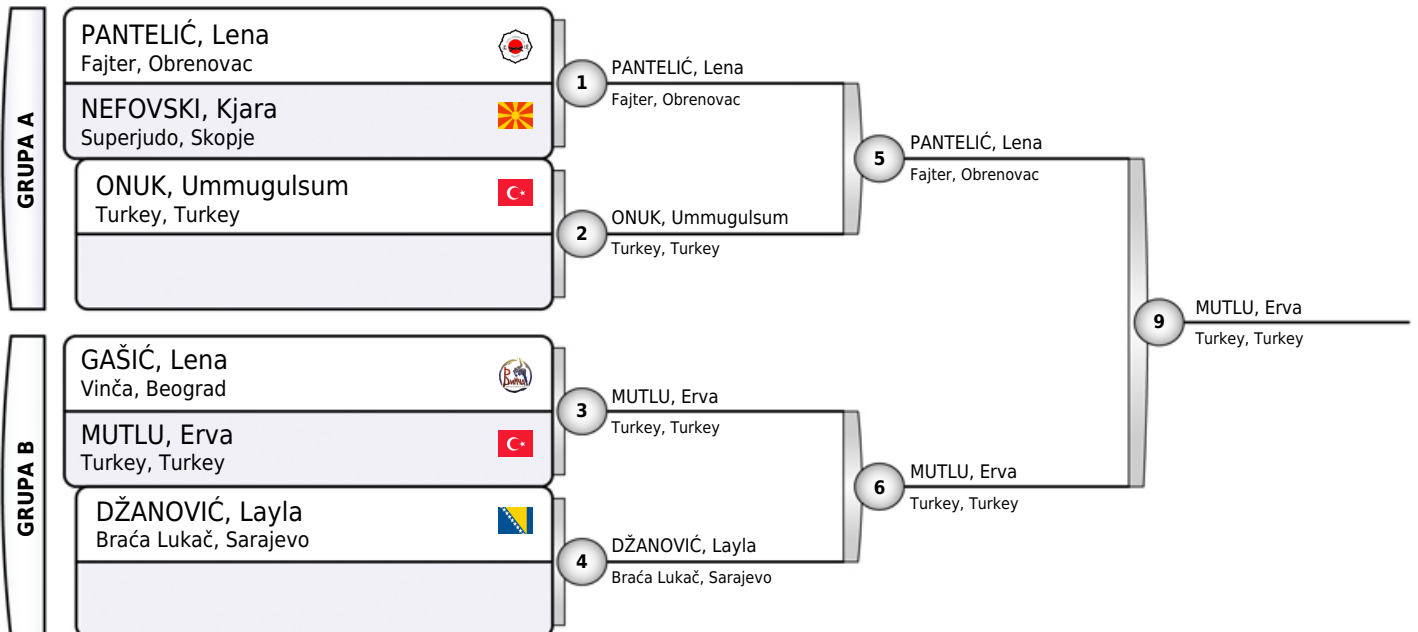 GRUPA A
PANTELIĆ, Lena
Fajter, Obrenovac
NEFOVSKI, Kjara
Superjudo, Skopje
ONUK, Ummugulsum
Turkey, Turkey
1
PANTELIĆ, Lena
Fajter, Obrenovac
2
ONUK, Ummugulsum
Turkey, Turkey
5
PANTELIĆ, Lena
Fajter, Obrenovac
GRUPA B
GAŠIĆ, Lena
Vinča, Beograd
MUTLU, Erva
Turkey, Turkey
DŽANOVIĆ, Layla
Braća Lukač, Sarajevo
3
MUTLU, Erva
Turkey, Turkey
4
DŽANOVIĆ, Layla
Braća Lukač, Sarajevo
6
MUTLU, Erva
Turkey, Turkey
9
MUTLU, Erva
Turkey, Turkey